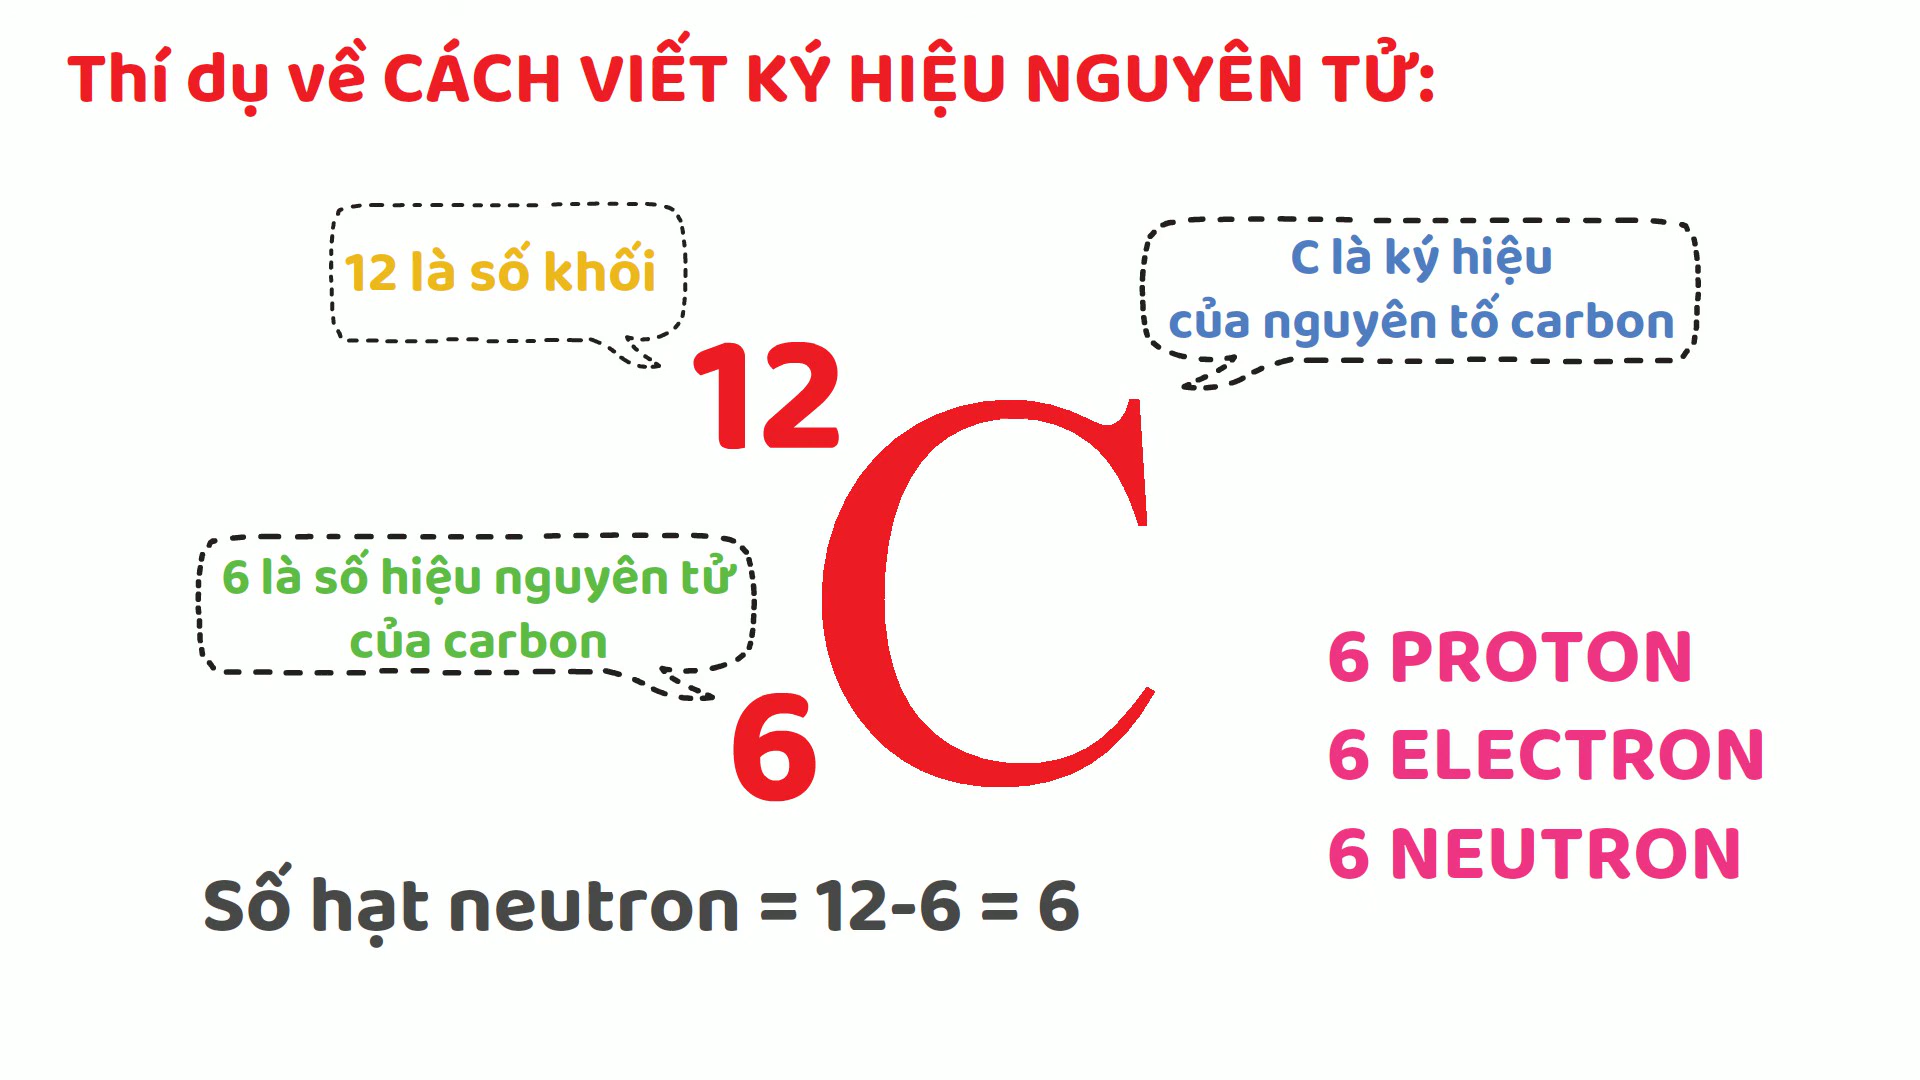 Thí dụ về CÁCH VIẾT KÝ HIỆU NGUYÊN TỬ:
12 là số khối
C là ký hiệu
của nguyên tố carbon
12
C
6 là số hiệu nguyên tử
của carbon
6
6 PROTON
6 ELECTRON
6 NEUTRON
Số hạt neutron = 12-6 = 6